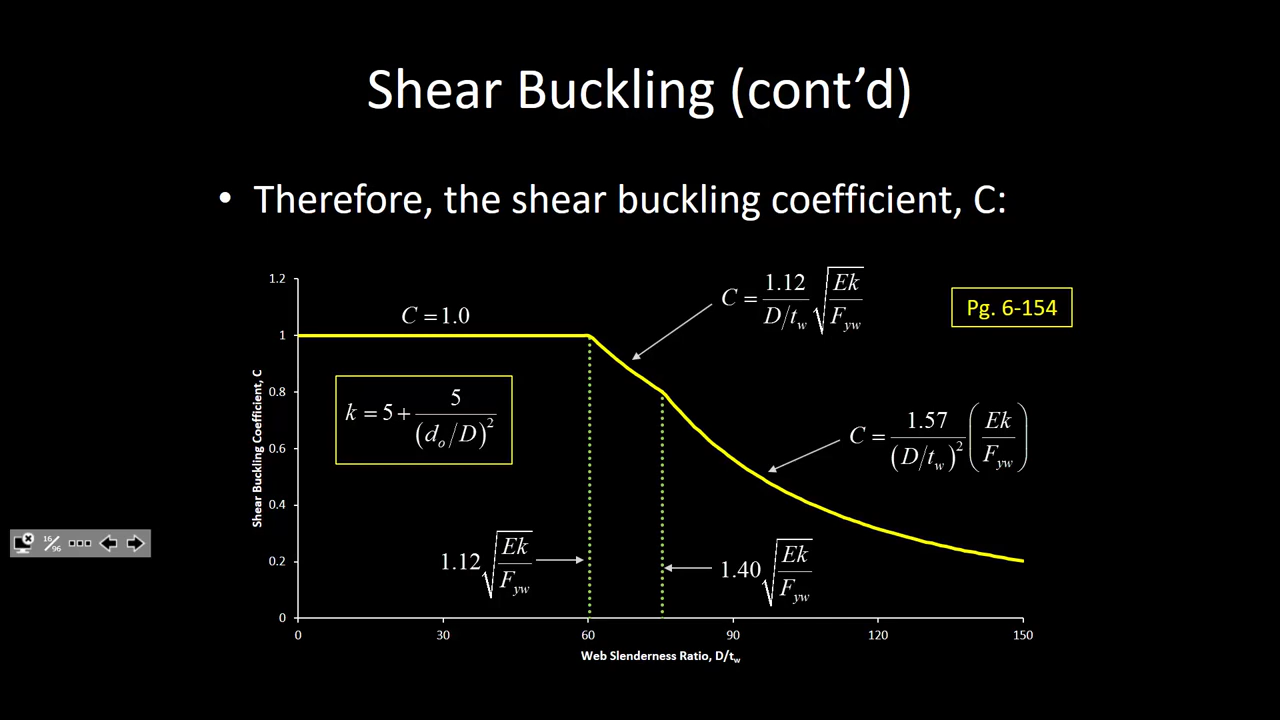 Shear Buckling (cont’d)
• Therefore, the shear buckling coefficient, C:
1.2
1
0.8
0.6
0.4
0.2
0
Shear Buckling Coefficient, C
C = 1.0
C = 1.12/(D/t_w) √(Ek/F_yw)
Pg. 6-154
k = 5 + 5/(d_o/D)²
C = 1.57/(D/t_w)² (Ek/F_yw)
1.12 √(Ek/F_yw)
1.40 √(Ek/F_yw)
16/96
0 30 60 90 120 150
Web Slenderness Ratio, D/t_w